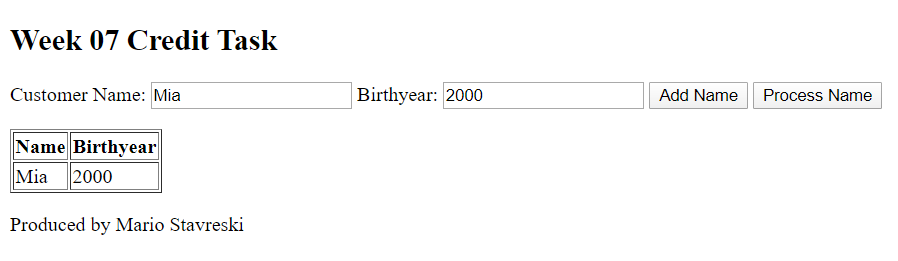 Week 07 Credit Task
Customer Name: Mia Birthyear: 2000 Add Name Process Name
Name Birthyear
Mia 2000
Produced by Mario Stavreski